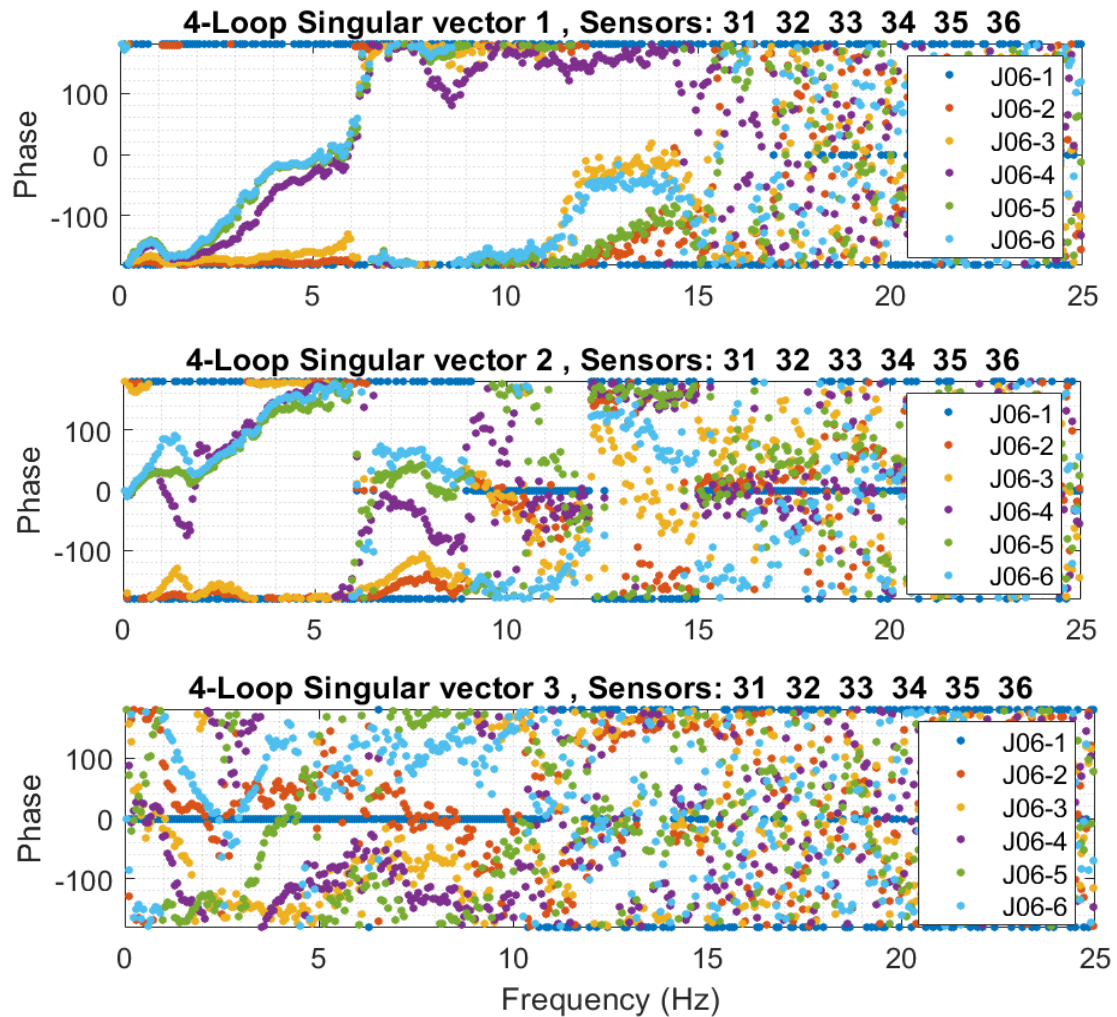 4-Loop Singular vector 1 , Sensors: 31 32 33 34 35 36
Phase
100
0
-100
0 5 10 15 20 25
J06-1
J06-2
J06-3
J06-4
J06-5
J06-6
4-Loop Singular vector 2 , Sensors: 31 32 33 34 35 36
Phase
100
0
-100
0 5 10 15 20 25
J06-1
J06-2
J06-3
J06-4
J06-5
J06-6
4-Loop Singular vector 3 , Sensors: 31 32 33 34 35 36
Phase
100
0
-100
0 5 10 15 20 25
J06-1
J06-2
J06-3
J06-4
J06-5
J06-6
Frequency (Hz)